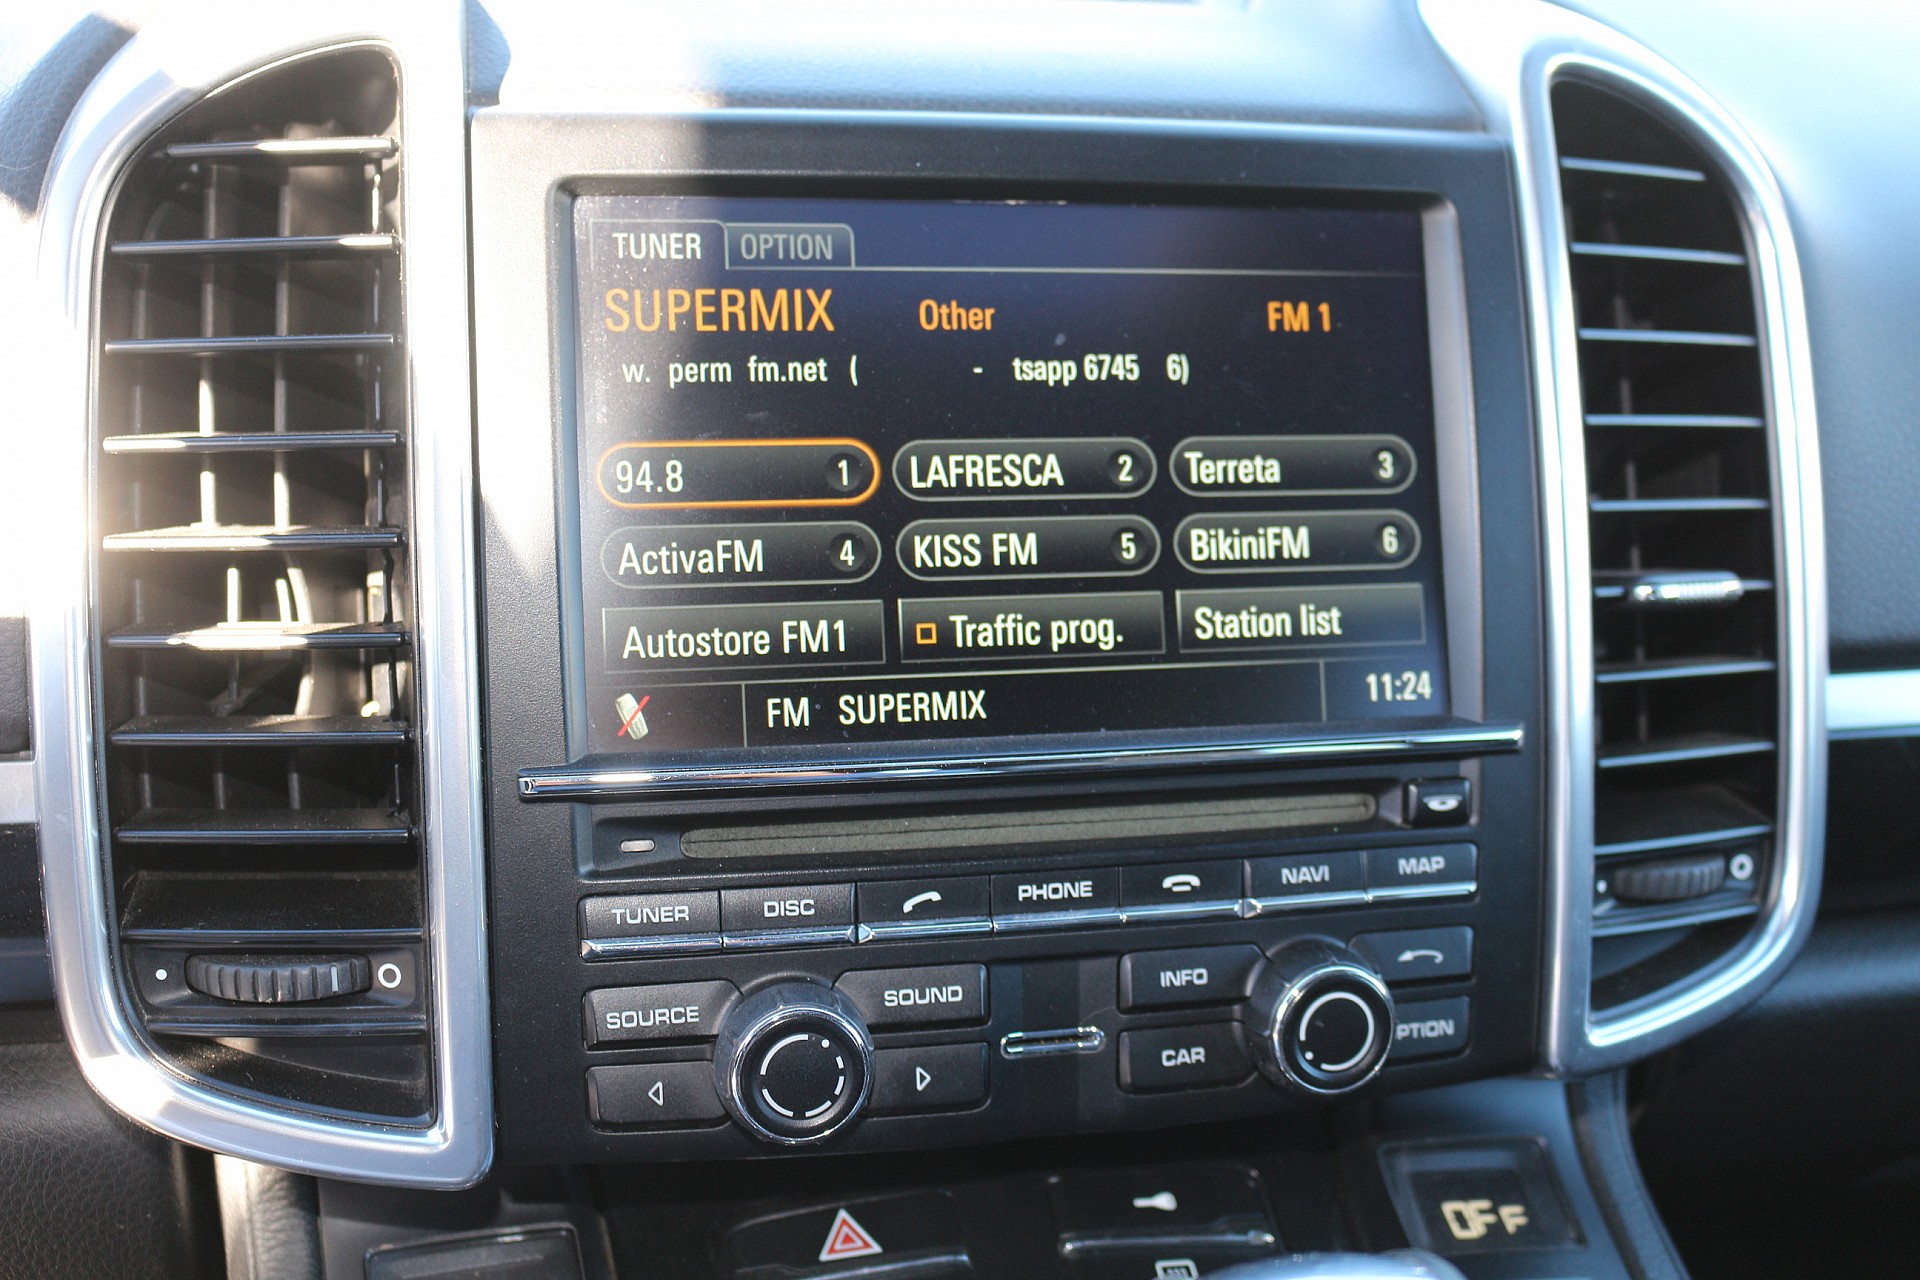 TUNER OPTION
SUPERMIX Other FM 1
w. perm fm.net ( - tsapp 6745 6)
94.8 1 LAFRESCA 2 Terreta 3
ActivaFM 4 KISS FM 5 BikiniFM 6
Autostore FM1 Traffic prog. Station list
FM SUPERMIX 11:24
TUNER DISC PHONE NAVI MAP
SOURCE SOUND INFO
CAR PTION
OFF